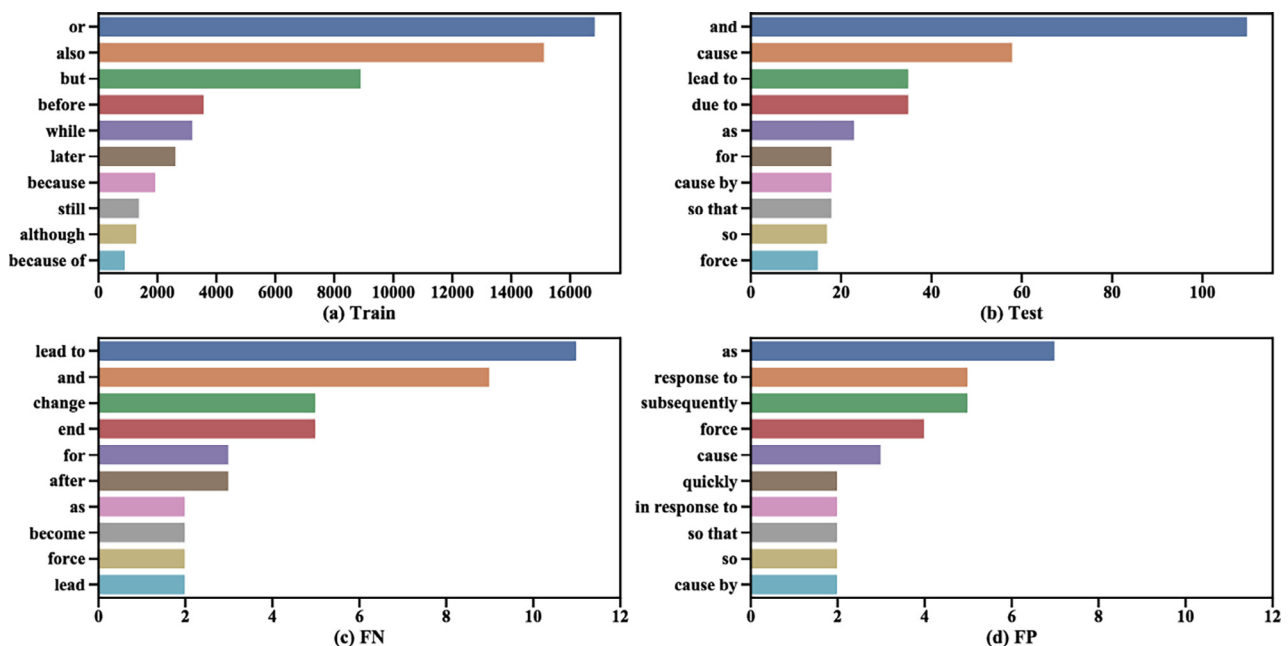 or
also
but
before
while
later
because
still
although
because of
0 2000 4000 6000 8000 10000 12000 14000 16000
(a) Train
and
cause
lead to
due to
as
for
cause by
so that
so
force
0 20 40 60 80 100
(b) Test
lead to
and
change
end
for
after
as
become
force
lead
0 2 4 6 8 10 12
(c) FN
as
response to
subsequently
force
cause
quickly
in response to
so that
so
cause by
0 2 4 6 8 10 12
(d) FP